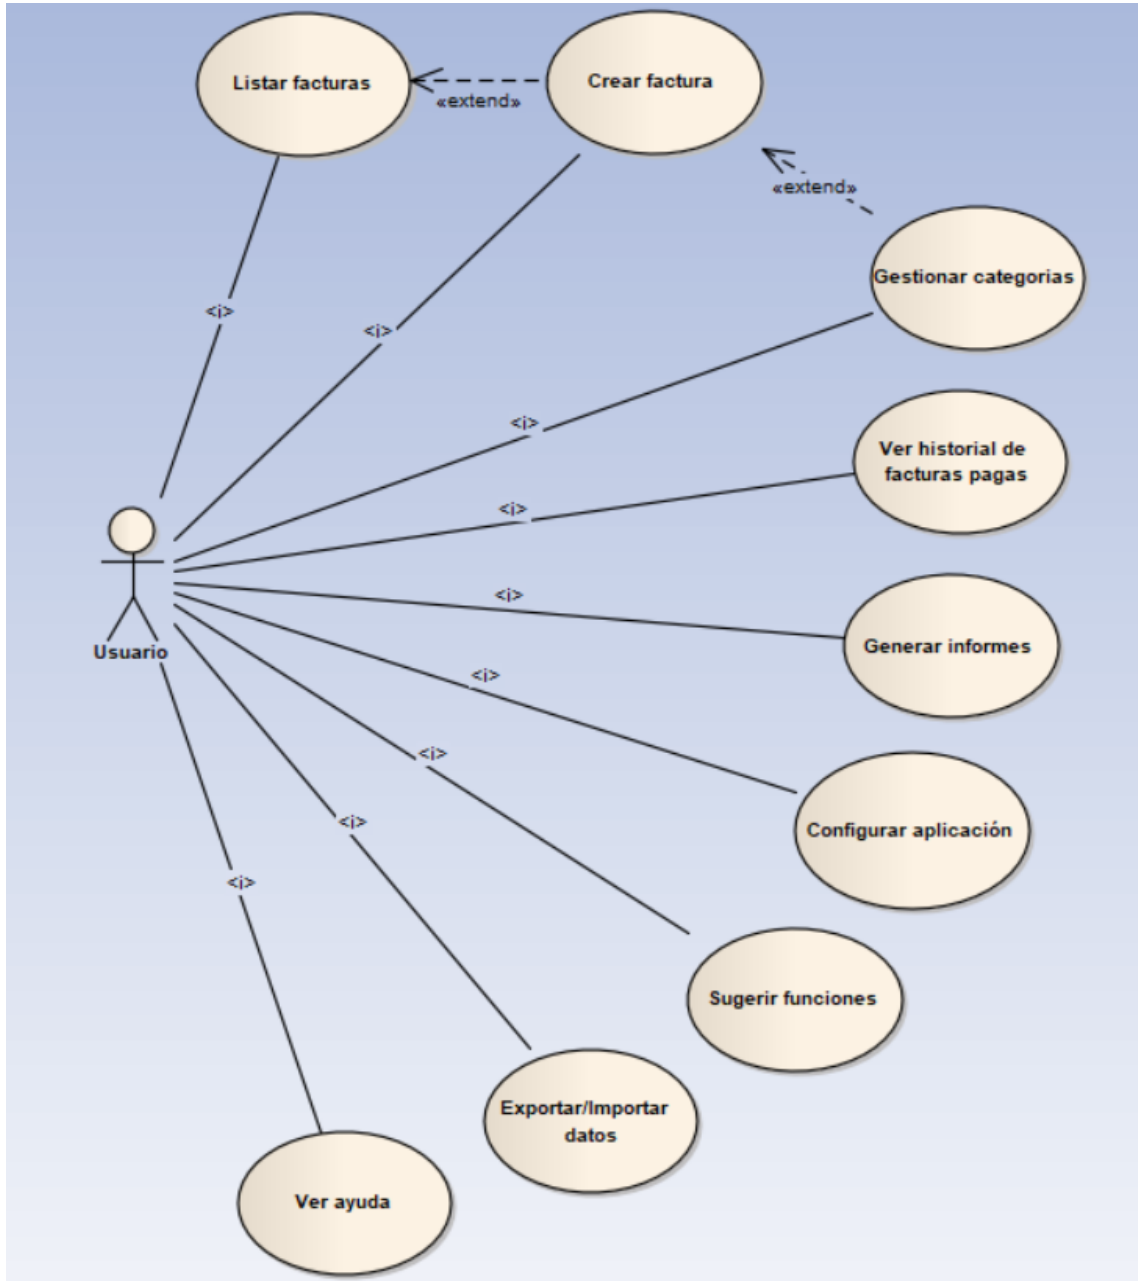 Listar facturas
Crear factura
«extend»
«extend»
Gestionar categorias
<i>
<i>
<i>
Ver historial de
facturas pagas
<i>
Usuario
<i>
Generar informes
<i>
<i>
Configurar aplicación
<i>
<i>
Sugerir funciones
Exportar/Importar
datos
Ver ayuda